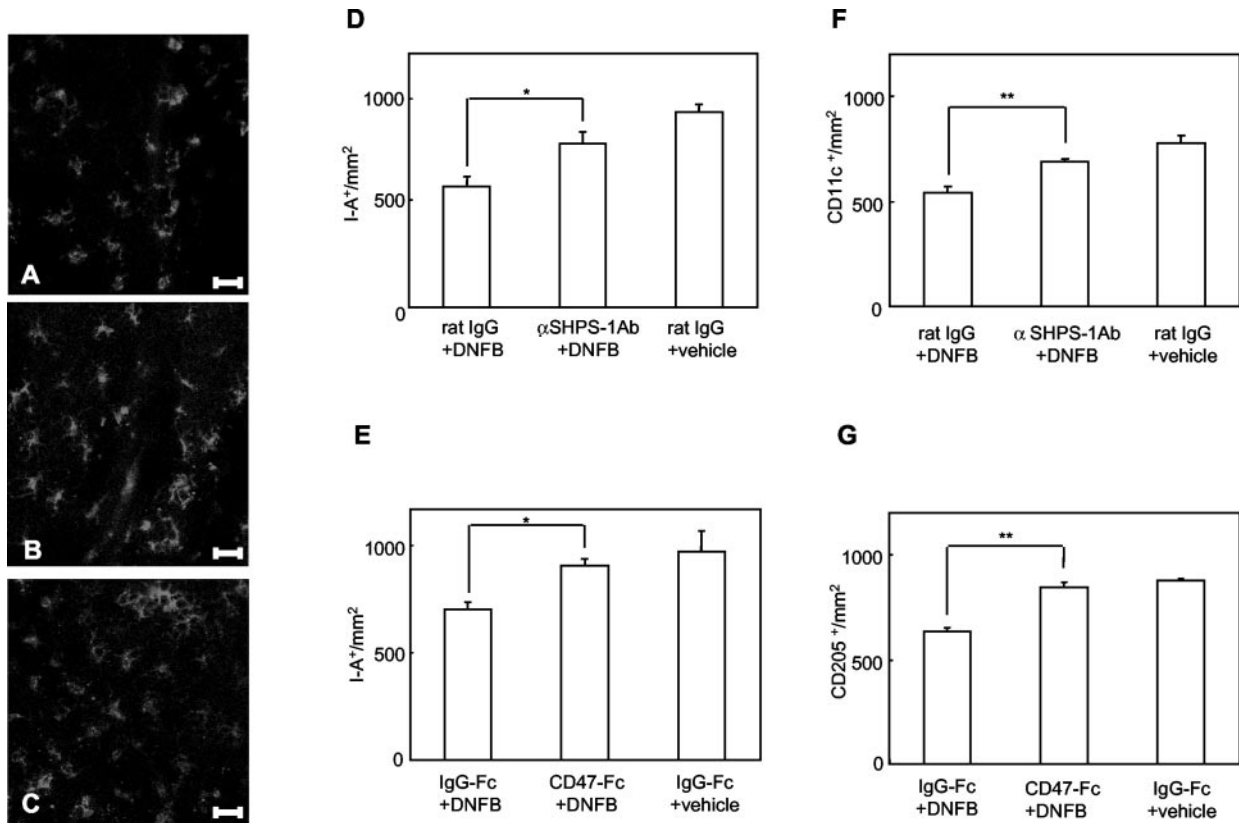 A
B
C
D
1000
500
0
I-A⁺/mm²
*
rat IgG
+DNFB
αSHPS-1Ab
+DNFB
rat IgG
+vehicle
E
1000
500
0
I-A⁺/mm²
*
IgG-Fc
+DNFB
CD47-Fc
+DNFB
IgG-Fc
+vehicle
F
1000
500
0
CD11c ⁺/mm²
**
rat IgG
+DNFB
α SHPS-1Ab
+DNFB
rat IgG
+vehicle
G
1000
500
0
CD205 ⁺/mm²
**
IgG-Fc
+DNFB
CD47-Fc
+DNFB
IgG-Fc
+vehicle